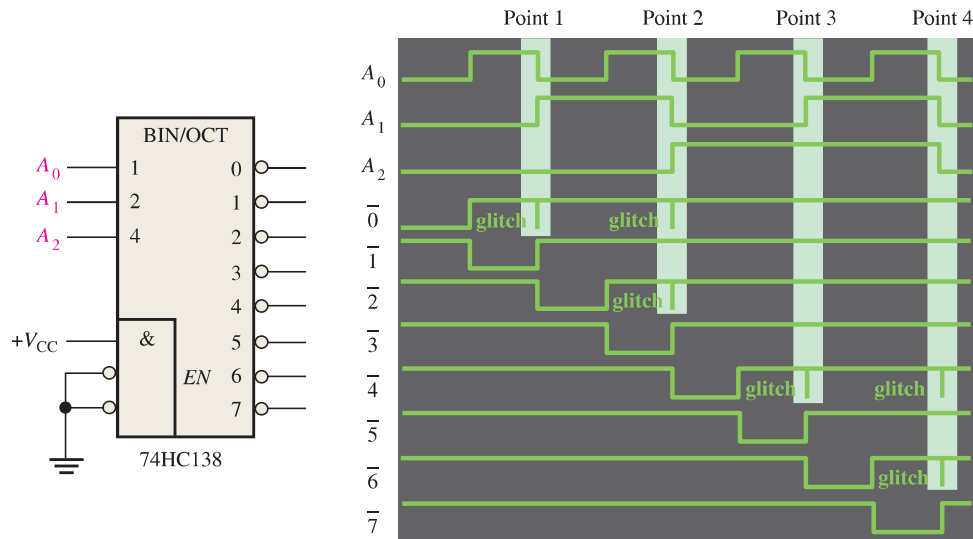 Point 1 Point 2 Point 3 Point 4
BIN/OCT
A₀ 1 0
A₁ 2 1
A₂ 4 2
3
4
+V_CC & 5
EN 6
7
74HC138
A₀
A₁
A₂
0̅ glitch glitch
1̅
2̅ glitch
3̅
4̅ glitch glitch
5̅
6̅ glitch
7̅